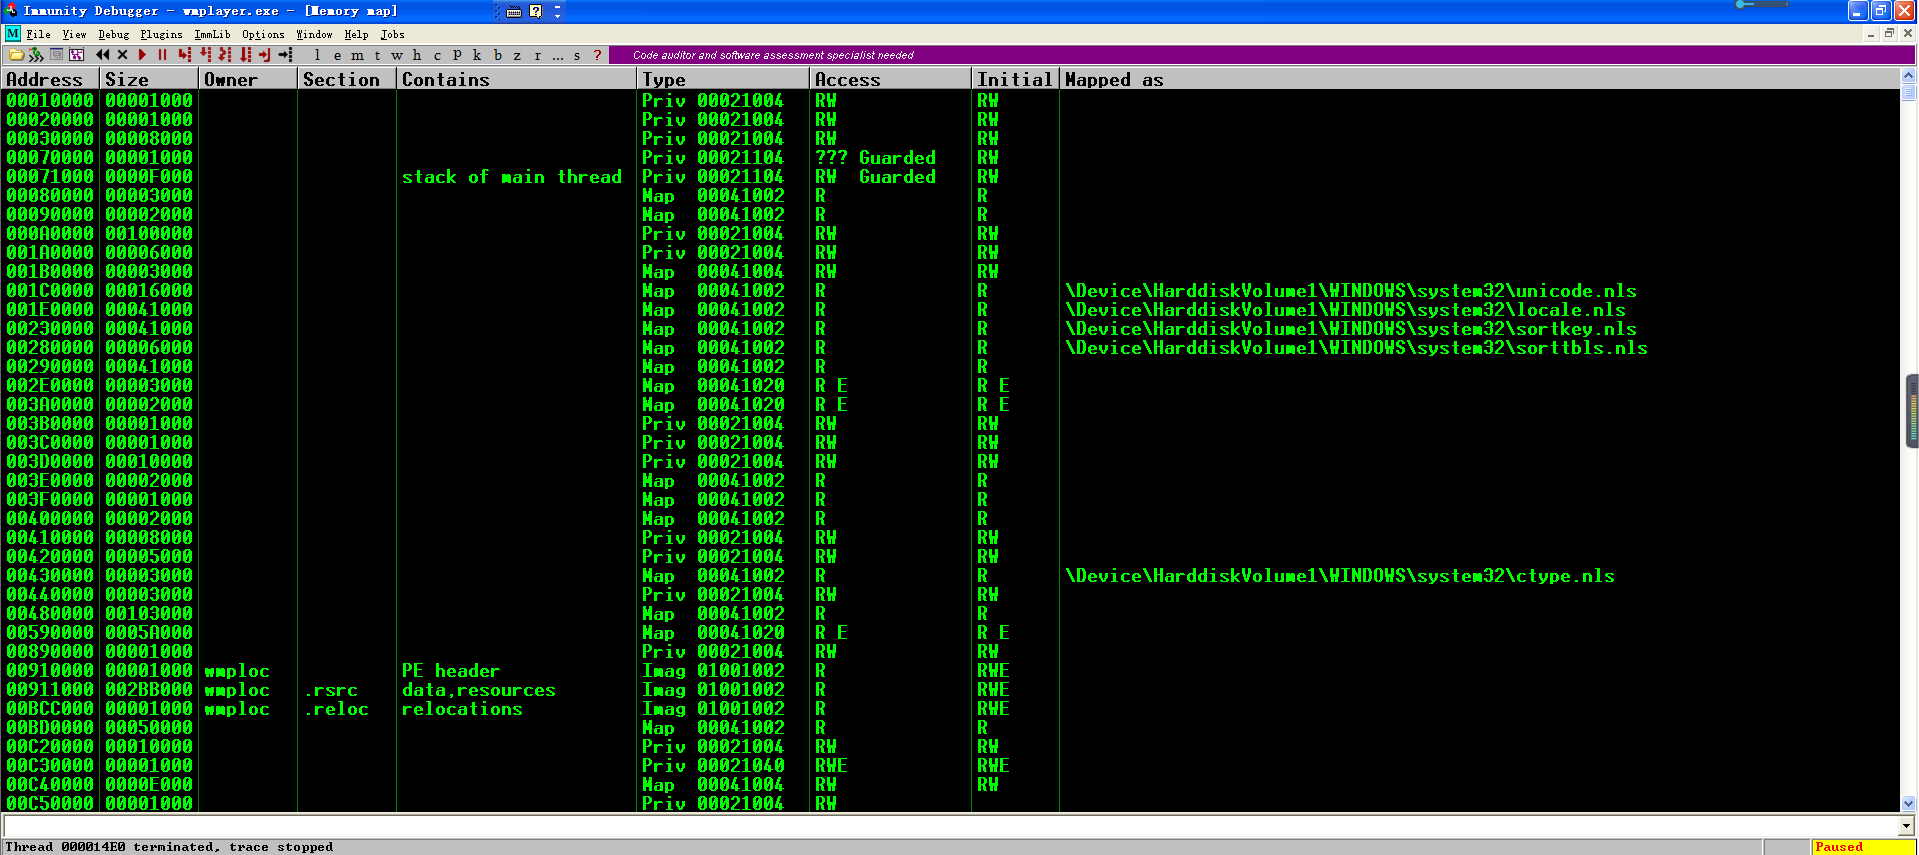 Immunity Debugger - wmplayer.exe - [Memory map]
M File View Debug Plugins ImmLib Options Window Help Jobs
l e m t w h c P k b z r ... s ? Code auditor and software assessment specialist needed
Address Size Owner Section Contains Type Access Initial Mapped as
00010000 00001000 Priv 00021004 RW RW
00020000 00001000 Priv 00021004 RW RW
00030000 00008000 Priv 00021004 RW RW
00070000 00001000 Priv 00021104 ??? Guarded RW
00071000 0000F000 stack of main thread Priv 00021104 RW Guarded RW
00080000 00003000 Map 00041002 R R
00090000 00002000 Map 00041002 R R
000A0000 00100000 Priv 00021004 RW RW
001A0000 00006000 Priv 00021004 RW RW
001B0000 00003000 Map 00041004 RW RW
001C0000 00016000 Map 00041002 R R \Device\HarddiskVolume1\WINDOWS\system32\unicode.nls
001E0000 00041000 Map 00041002 R R \Device\HarddiskVolume1\WINDOWS\system32\locale.nls
00230000 00041000 Map 00041002 R R \Device\HarddiskVolume1\WINDOWS\system32\sortkey.nls
00280000 00006000 Map 00041002 R R \Device\HarddiskVolume1\WINDOWS\system32\sorttbls.nls
00290000 00041000 Map 00041002 R R
002E0000 00003000 Map 00041020 R E R E
003A0000 00002000 Map 00041020 R E R E
003B0000 00001000 Priv 00021004 RW RW
003C0000 00001000 Priv 00021004 RW RW
003D0000 00010000 Priv 00021004 RW RW
003E0000 00002000 Map 00041002 R R
003F0000 00001000 Map 00041002 R R
00400000 00002000 Map 00041002 R R
00410000 00008000 Priv 00021004 RW RW
00420000 00005000 Priv 00021004 RW RW
00430000 00003000 Map 00041002 R R \Device\HarddiskVolume1\WINDOWS\system32\ctype.nls
00440000 00003000 Priv 00021004 RW RW
00480000 00103000 Map 00041002 R R
00590000 0005A000 Map 00041020 R E R E
00890000 00001000 Priv 00021004 RW RW
00910000 00001000 wmploc PE header Imag 01001002 R RWE
00911000 002BB000 wmploc .rsrc data,resources Imag 01001002 R RWE
00BCC000 00001000 wmploc .reloc relocations Imag 01001002 R RWE
00BD0000 00050000 Map 00041002 R R
00C20000 00010000 Priv 00021004 RW RW
00C30000 00001000 Priv 00021040 RWE RWE
00C40000 0000E000 Map 00041004 RW RW
00C50000 00001000 Priv 00021004 RW
Thread 000014E0 terminated, trace stopped Paused